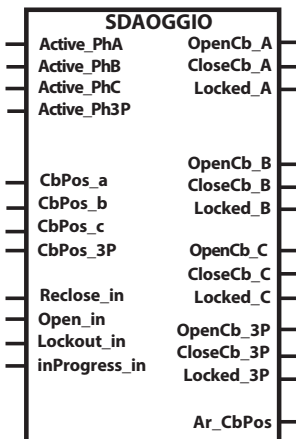 SDAOGGIO
Active_PhA OpenCb_A
Active_PhB CloseCb_A
Active_PhC Locked_A
Active_Ph3P
OpenCb_B
CbPos_a CloseCb_B
CbPos_b Locked_B
CbPos_c
CbPos_3P OpenCb_C
CloseCb_C
Reclose_in Locked_C
Open_in OpenCb_3P
Lockout_in CloseCb_3P
inProgress_in Locked_3P
Ar_CbPos